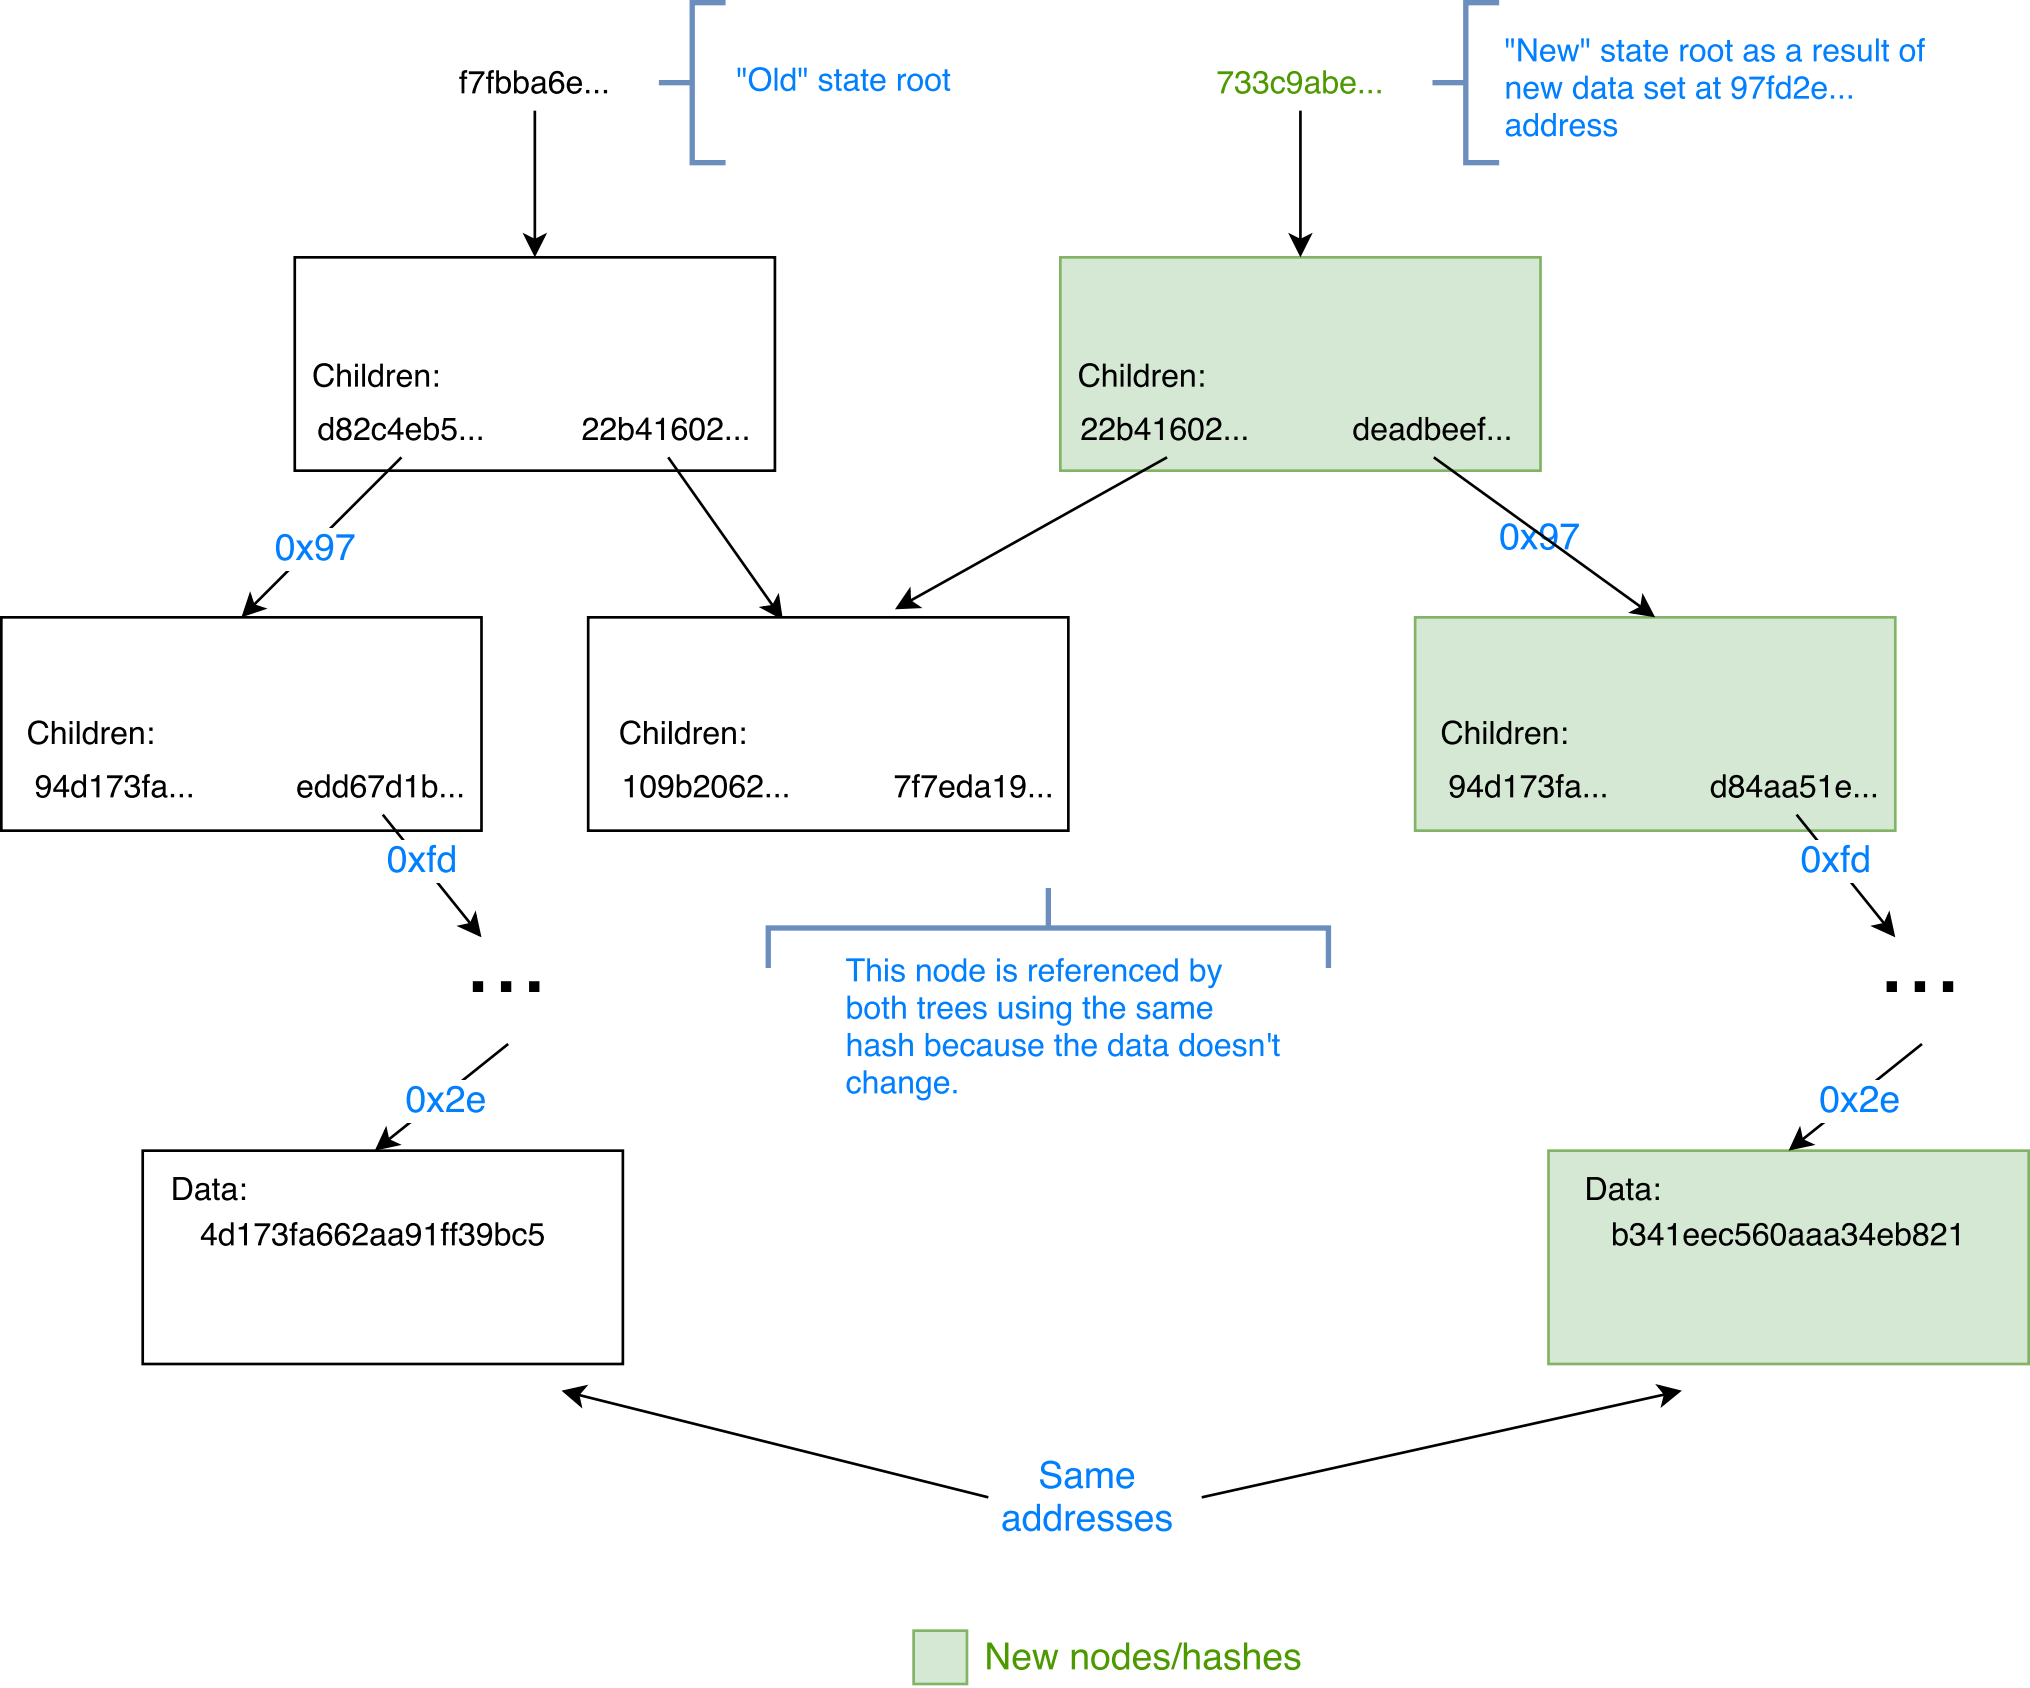 f7fbba6e...
"Old" state root
733c9abe...
"New" state root as a result of
new data set at 97fd2e...
address
Children:
d82c4eb5...
22b41602...
Children:
22b41602...
deadbeef...
0x97
0x97
Children:
94d173fa...
edd67d1b...
Children:
109b2062...
7f7eda19...
Children:
94d173fa...
d84aa51e...
0xfd
0xfd
...
...
This node is referenced by
both trees using the same
hash because the data doesn't
change.
0x2e
0x2e
Data:
4d173fa662aa91ff39bc5
Data:
b341eec560aaa34eb821
Same
addresses
New nodes/hashes